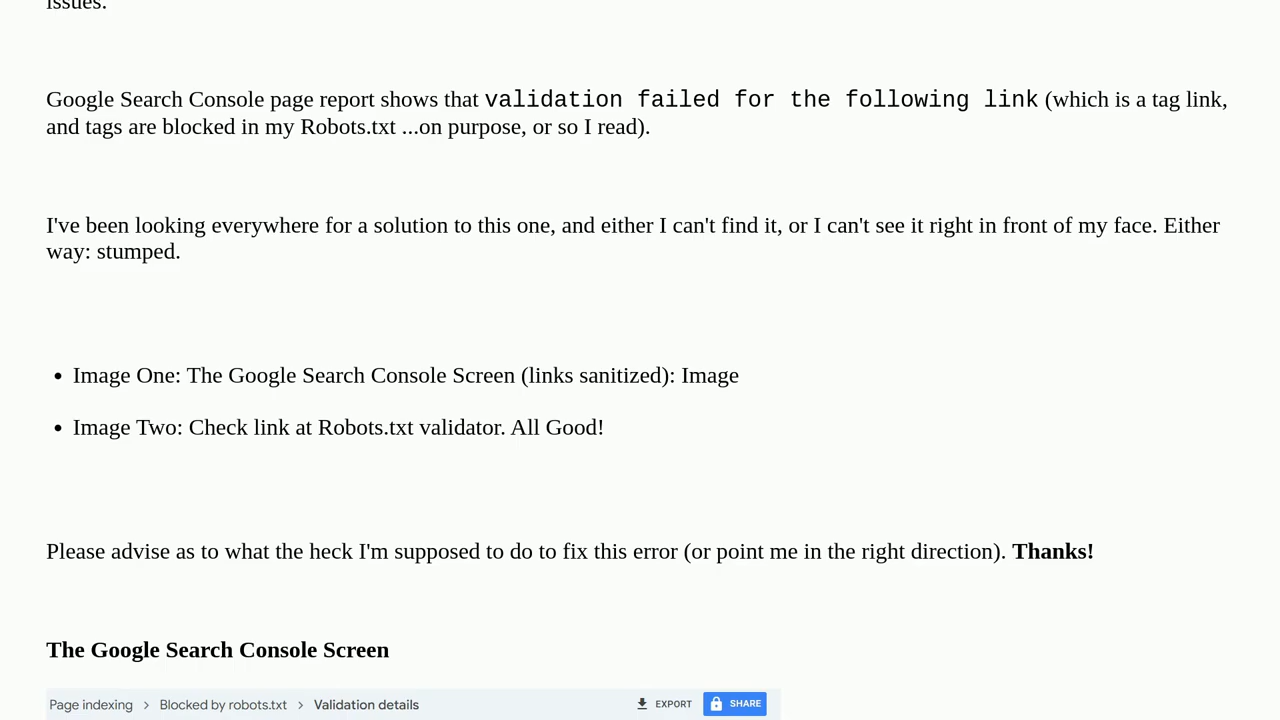 issues.
Google Search Console page report shows that validation failed for the following link (which is a tag link,
and tags are blocked in my Robots.txt ...on purpose, or so I read).
I've been looking everywhere for a solution to this one, and either I can't find it, or I can't see it right in front of my face. Either
way: stumped.
• Image One: The Google Search Console Screen (links sanitized): Image
• Image Two: Check link at Robots.txt validator. All Good!
Please advise as to what the heck I'm supposed to do to fix this error (or point me in the right direction). Thanks!
The Google Search Console Screen
Page indexing > Blocked by robots.txt > Validation details EXPORT SHARE